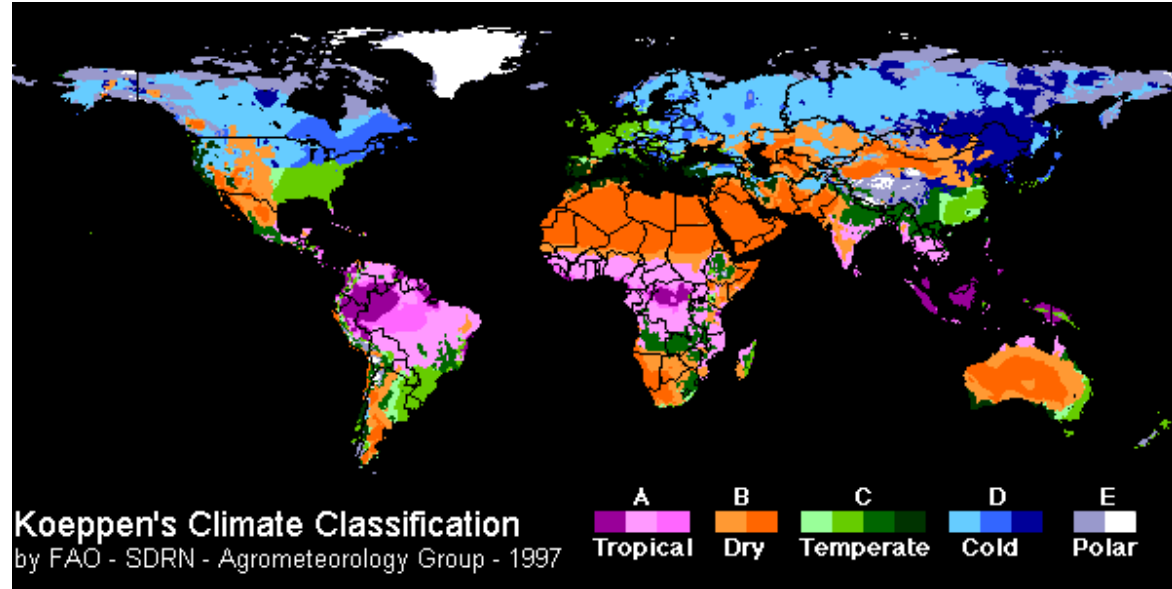 A B C D E
Tropical Dry Temperate Cold Polar
Koeppen's Climate Classification
by FAO - SDRN - Agrometeorology Group - 1997